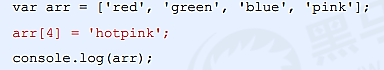 var arr = ['red', 'green', 'blue', 'pink'];
arr[4] = 'hotpink';
console.log(arr);